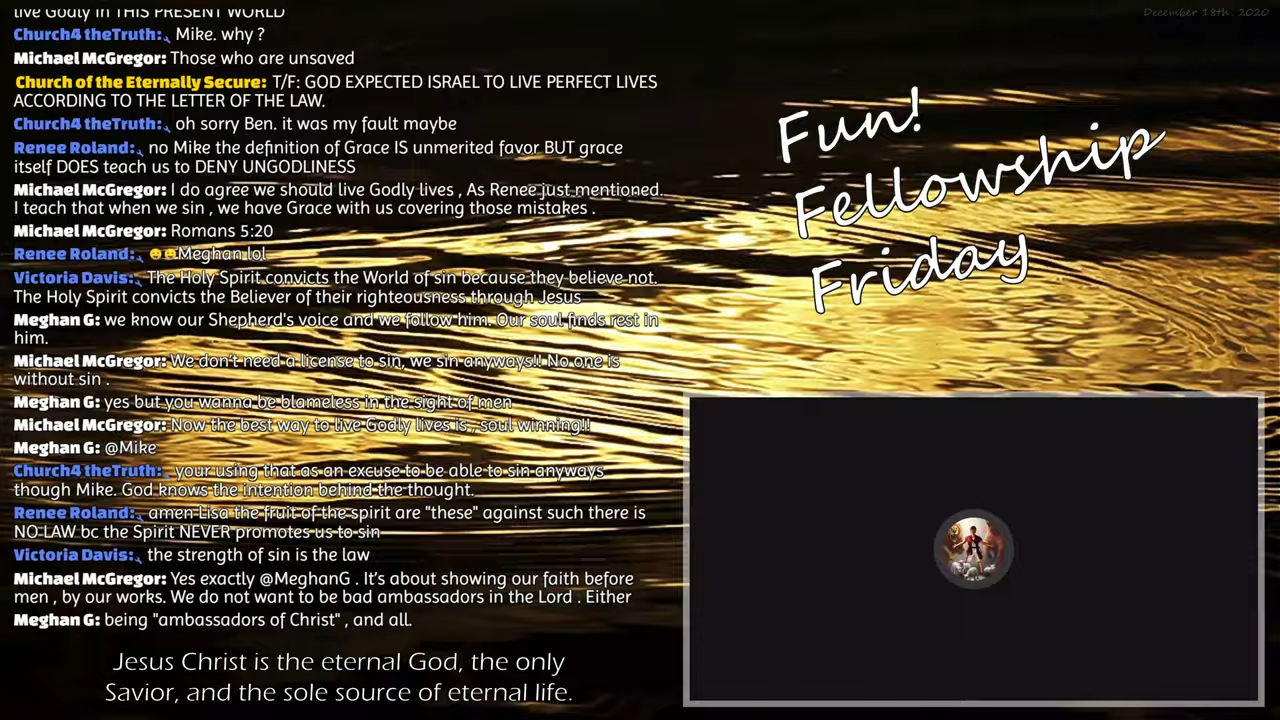 live Godly in THIS PRESENT WORLD
Church4 theTruth: Mike. why ?
Michael McGregor: Those who are unsaved
Church of the Eternally Secure: T/F: GOD EXPECTED ISRAEL TO LIVE PERFECT LIVES
ACCORDING TO THE LETTER OF THE LAW.
Church4 theTruth: oh sorry Ben. it was my fault maybe
Renee Roland: no Mike the definition of Grace IS unmerited favor BUT grace
itself DOES teach us to DENY UNGODLINESS
Michael McGregor: I do agree we should live Godly lives , As Renee just mentioned.
I teach that when we sin , we have Grace with us covering those mistakes .
Michael McGregor: Romans 5:20
Renee Roland: Meghan lol
Victoria Davis: The Holy Spirit convicts the World of sin because they believe not.
The Holy Spirit convicts the Believer of their righteousness through Jesus
Meghan G: we know our Shepherd's voice and we follow him. Our soul finds rest in
him.
Michael McGregor: We don't need a license to sin, we sin anyways!! No one is
without sin .
Meghan G: yes but you wanna be blameless in the sight of men
Michael McGregor: Now the best way to live Godly lives is , soul winning!!
Meghan G: @Mike
Church4 theTruth: your using that as an excuse to be able to sin anyways
though Mike. God knows the intention behind the thought.
Renee Roland: amen Lisa the fruit of the spirit are "these" against such there is
NO LAW bc the Spirit NEVER promotes us to sin
Victoria Davis: the strength of sin is the law
Michael McGregor: Yes exactly @MeghanG . It's about showing our faith before
men , by our works. We do not want to be bad ambassadors in the Lord . Either
Meghan G: being "ambassadors of Christ" , and all.
Jesus Christ is the eternal God, the only
Savior, and the sole source of eternal life.
December 18th, 2020
Fun!
Fellowship
Friday